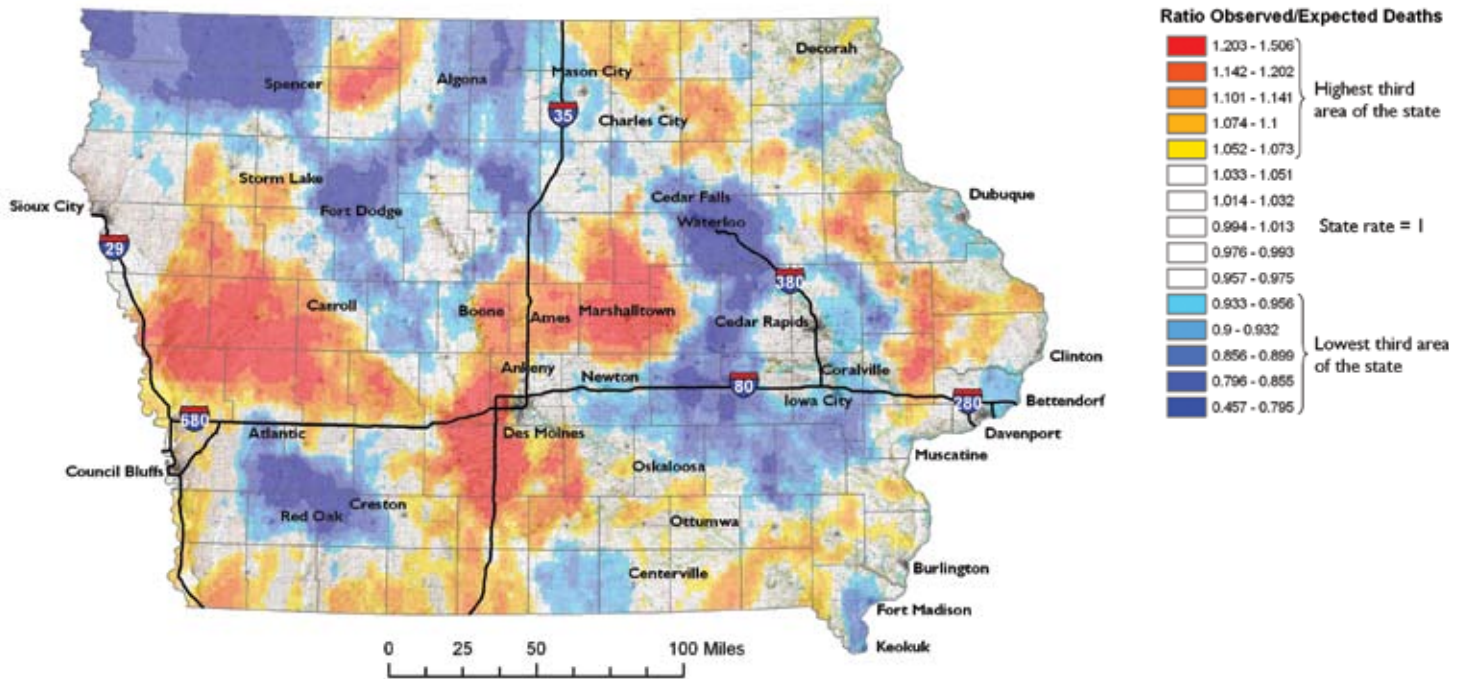 Ratio Observed/Expected Deaths
1.203 - 1.506
1.142 - 1.202
1.101 - 1.141
1.074 - 1.1
1.052 - 1.073
Highest third
area of the state
1.033 - 1.051
1.014 - 1.032
0.994 - 1.013
0.976 - 0.993
0.957 - 0.975
State rate = 1
0.933 - 0.956
0.9 - 0.932
0.856 - 0.899
0.796 - 0.855
0.457 - 0.795
Lowest third area
of the state
Decorah
Mason City
Algona
Spencer
35
Charles City
Storm Lake
Cedar Falls
Dubuque
Sioux City
Fort Dodge
Waterloo
29
380
Carroll
Boone
Ames
Marshalltown
Cedar Rapids
Clinton
Ankeny
Newton
Coralville
80
Iowa City
280
Bettendorf
680
Atlantic
Des Moines
Davenport
Muscatine
Council Bluffs
Oskaloosa
Creston
Red Oak
Ottumwa
Centerville
Burlington
Fort Madison
Keokuk
0 25 50 100 Miles